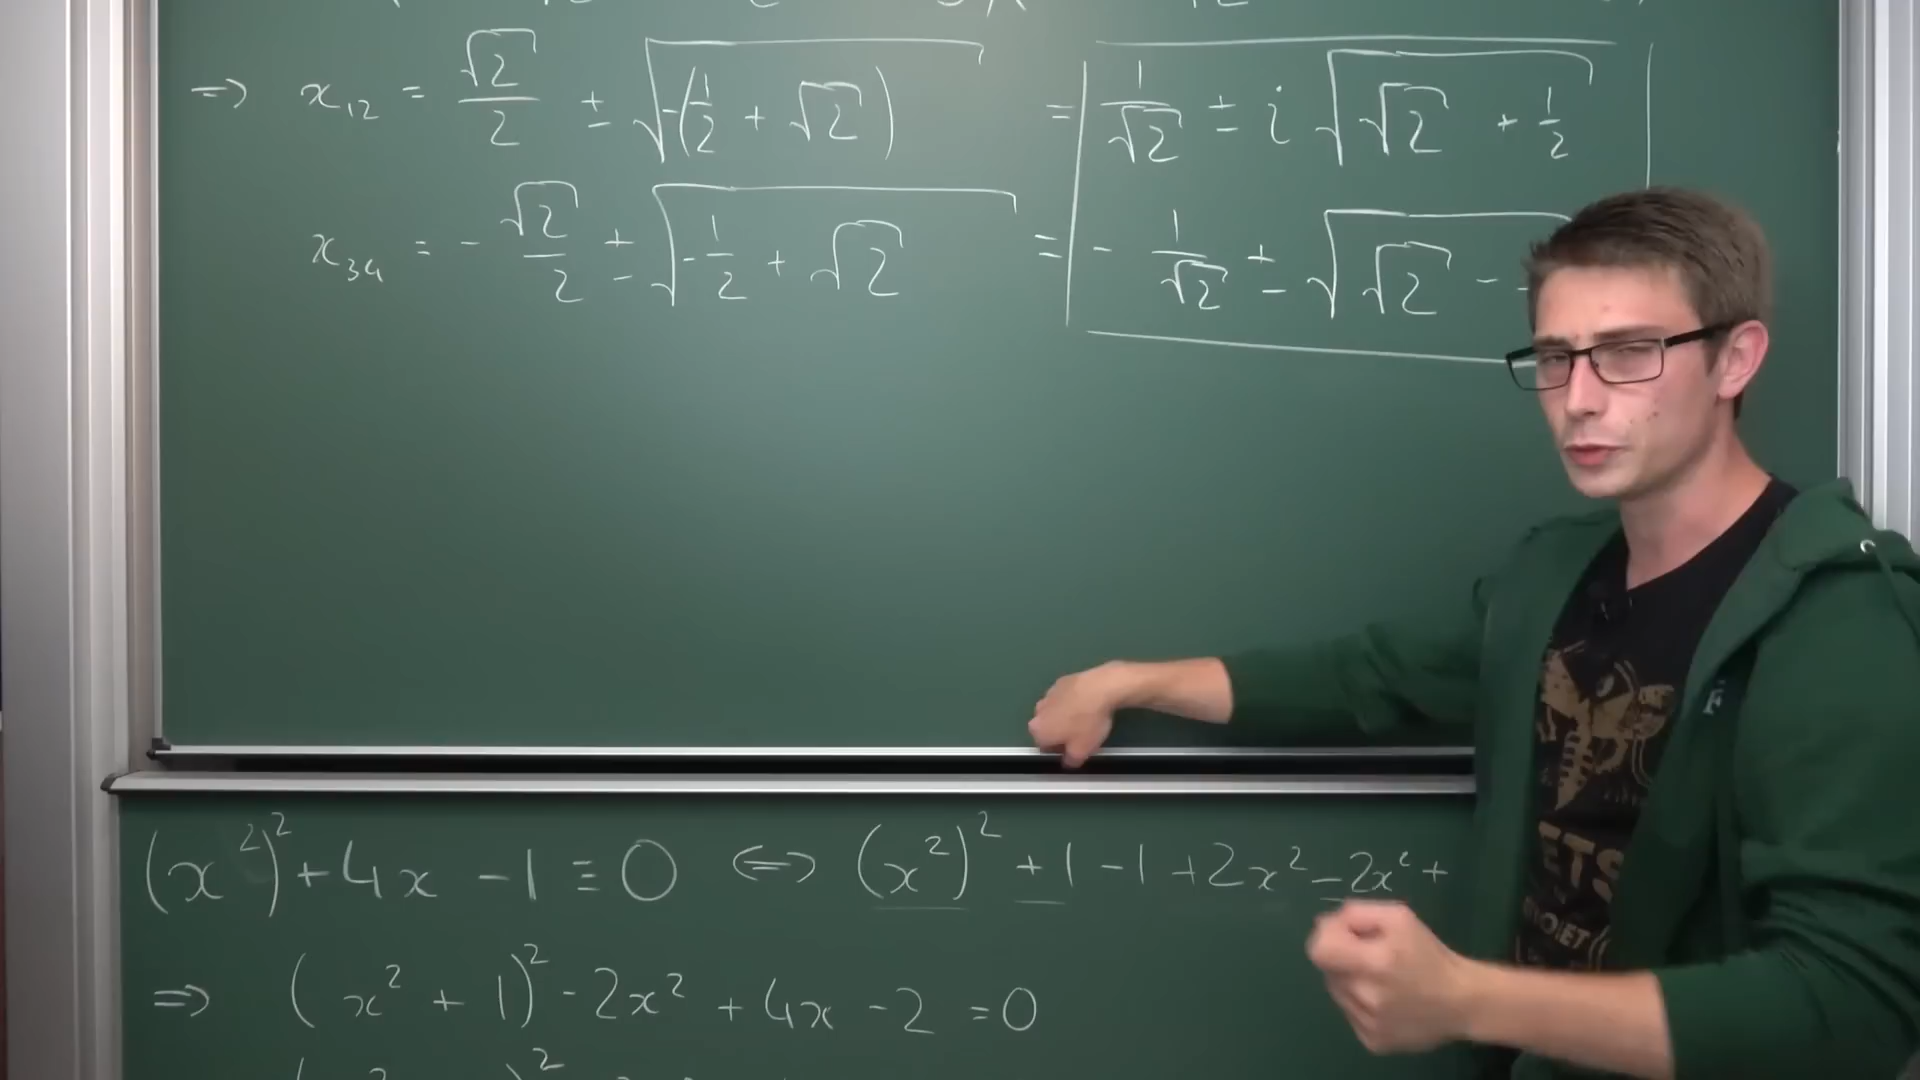 ⇒ x₁₂ = √2/2 ± √(-(1/2 + √2)) = 1/√2 ± i √(√2 + 1/2)
x₃₄ = - √2/2 ± √(-1/2 + √2) = - 1/√2 ± √(√2 -
(x²)² + 4x - 1 = 0 ⇔ (x²)² + 1 - 1 + 2x² - 2x² +
⇒ (x² + 1)² - 2x² + 4x - 2 = 0